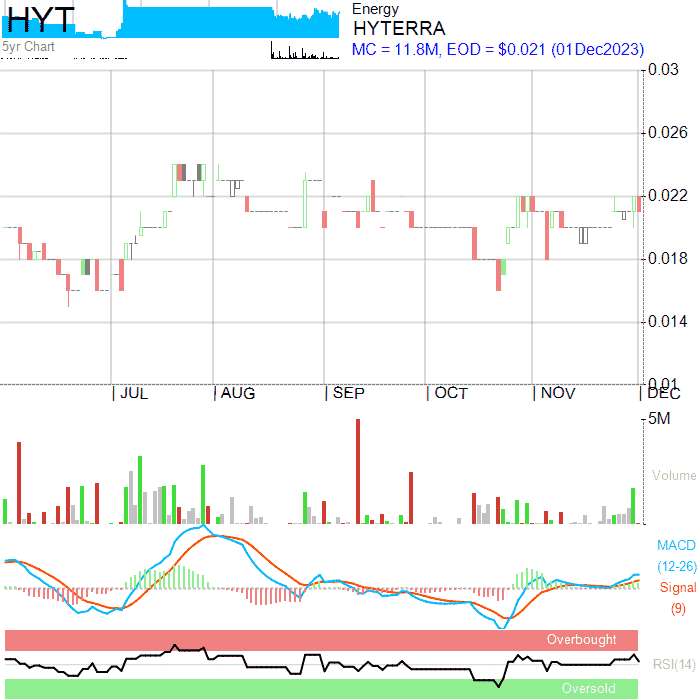 HYT
5yr Chart
Energy
HYTERRA
MC = 11.8M, EOD = $0.021 (01Dec2023)
0.03
0.026
0.022
0.018
0.014
0.01
JUL AUG SEP OCT NOV DEC
5M
Volume
MACD
(12-26)
Signal
(9)
Overbought
RSI(14)
Oversold